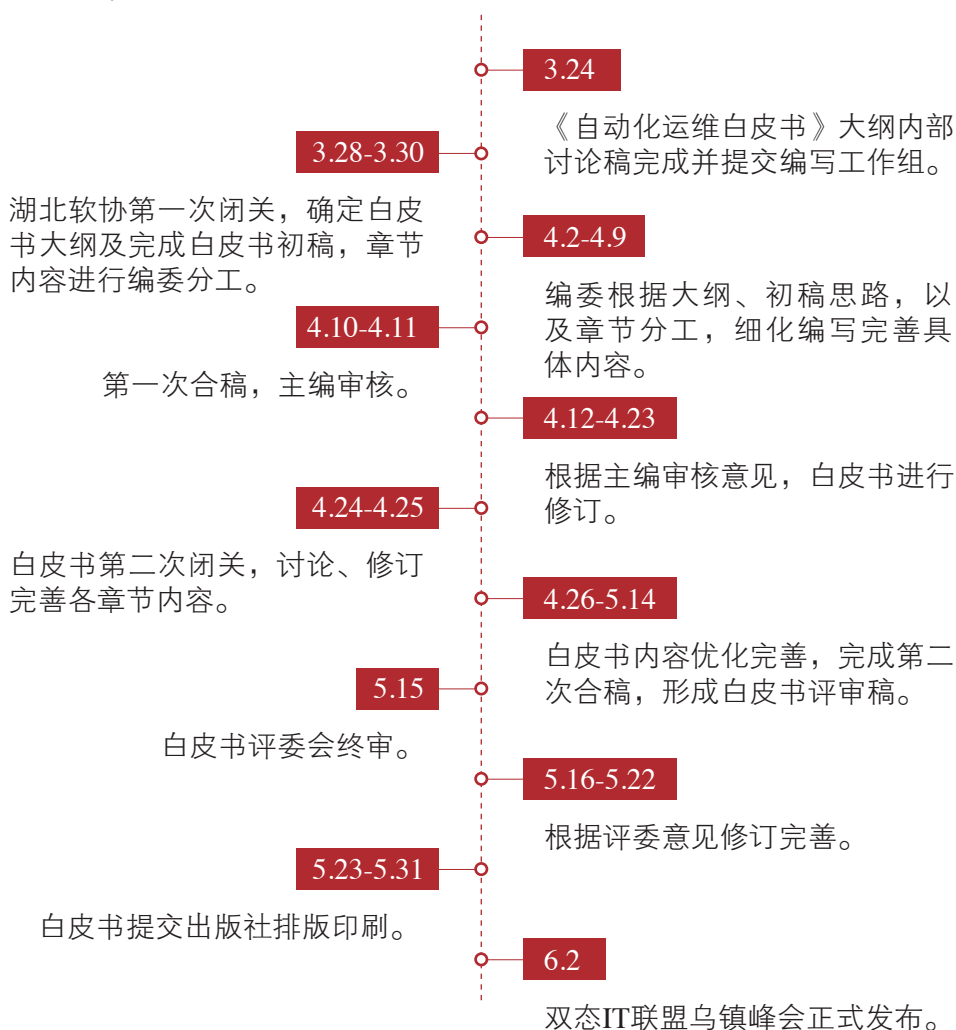 3.24
《自动化运维白皮书》大纲内部
讨论稿完成并提交编写工作组。
3.28-3.30
湖北软协第一次闭关，确定白皮
书大纲及完成白皮书初稿，章节
内容进行编委分工。
4.2-4.9
编委根据大纲、初稿思路，以
及章节分工，细化编写完善具
体内容。
4.10-4.11
第一次合稿，主编审核。
4.12-4.23
根据主编审核意见，白皮书进行
修订。
4.24-4.25
白皮书第二次闭关，讨论、修订
完善各章节内容。
4.26-5.14
白皮书内容优化完善，完成第二
次合稿，形成白皮书评审稿。
5.15
白皮书评委会终审。
5.16-5.22
根据评委意见修订完善。
5.23-5.31
白皮书提交出版社排版印刷。
6.2
双态IT联盟乌镇峰会正式发布。